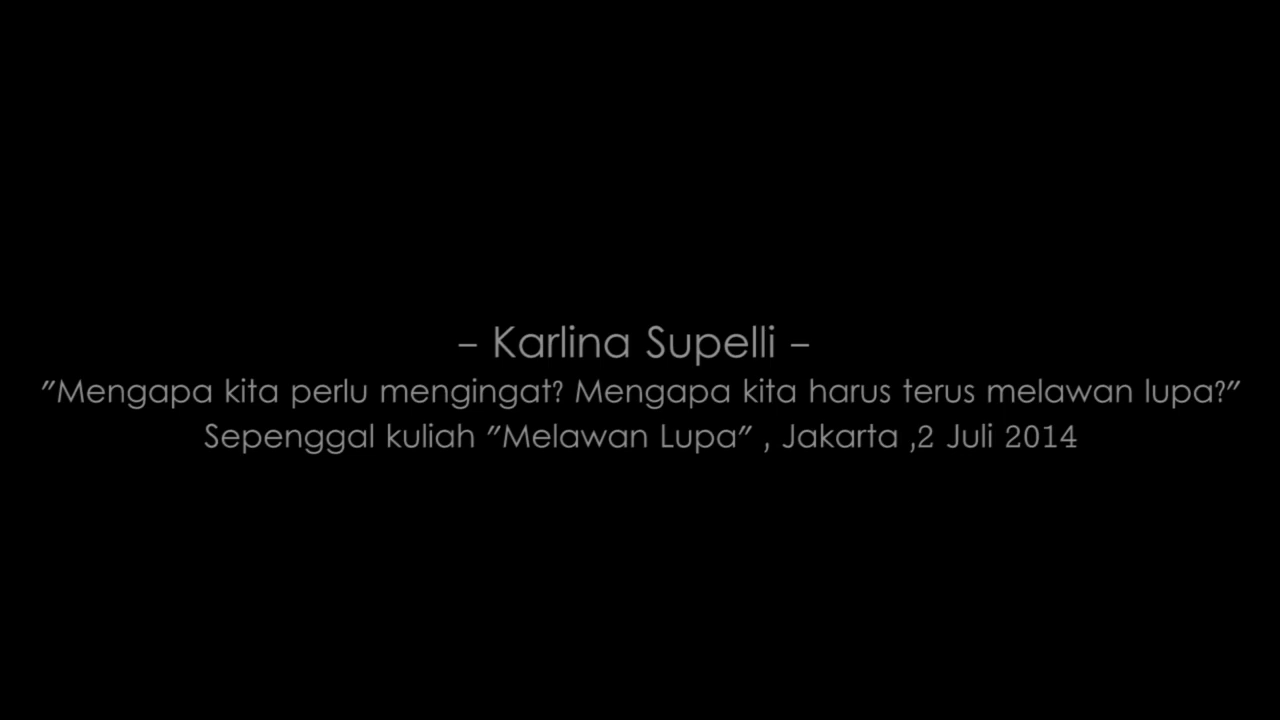 – Karlina Supelli –
"Mengapa kita perlu mengingat? Mengapa kita harus terus melawan lupa?"
Sepenggal kuliah "Melawan Lupa" , Jakarta ,2 Juli 2014